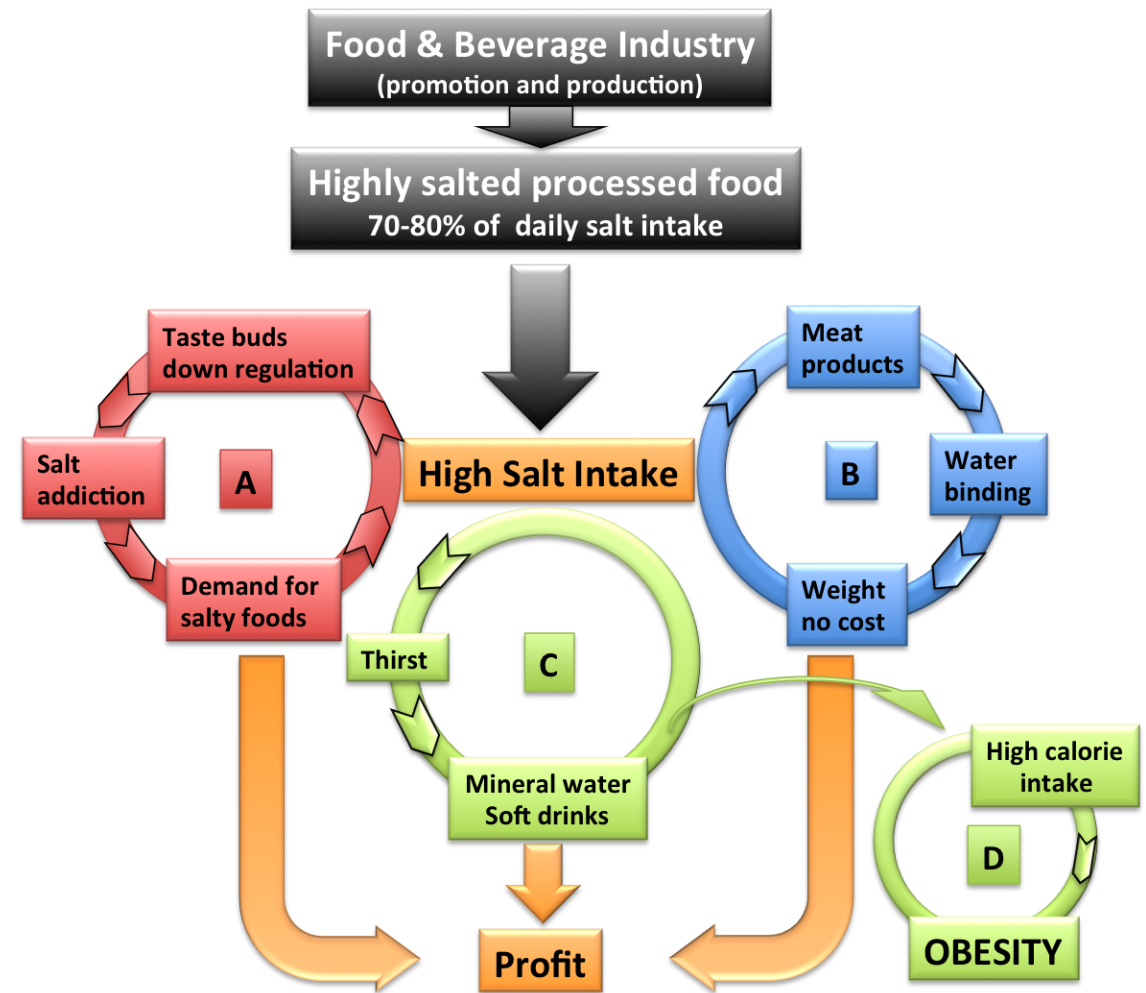 Food & Beverage Industry
(promotion and production)
Highly salted processed food
70-80% of daily salt intake
Taste buds
down regulation
Salt
addiction
A
Demand for
salty foods
High Salt Intake
Meat
products
B
Water
binding
Weight
no cost
Thirst
C
Mineral water
Soft drinks
High calorie
intake
D
OBESITY
Profit